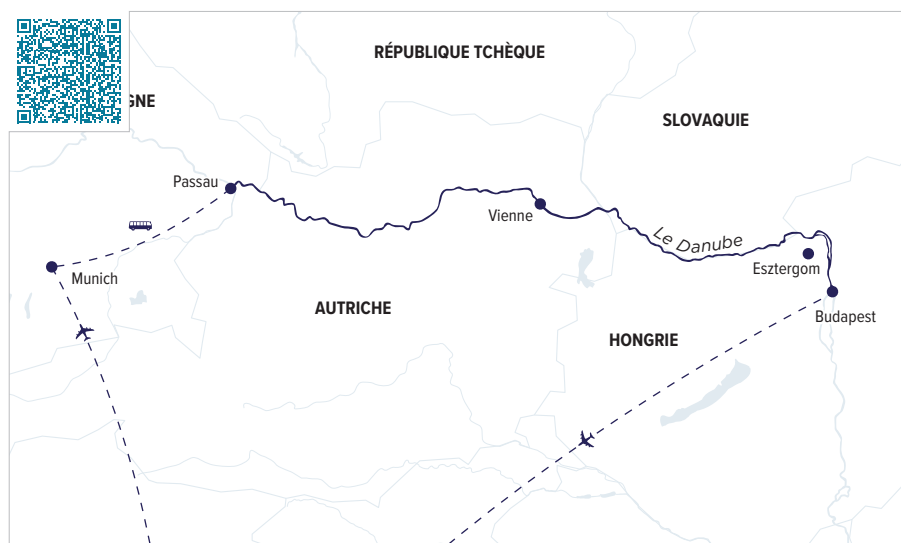 RÉPUBLIQUE TCHÈQUE
GNE
SLOVAQUIE
Passau
Vienne
Le Danube
Esztergom
Munich
AUTRICHE
Budapest
HONGRIE